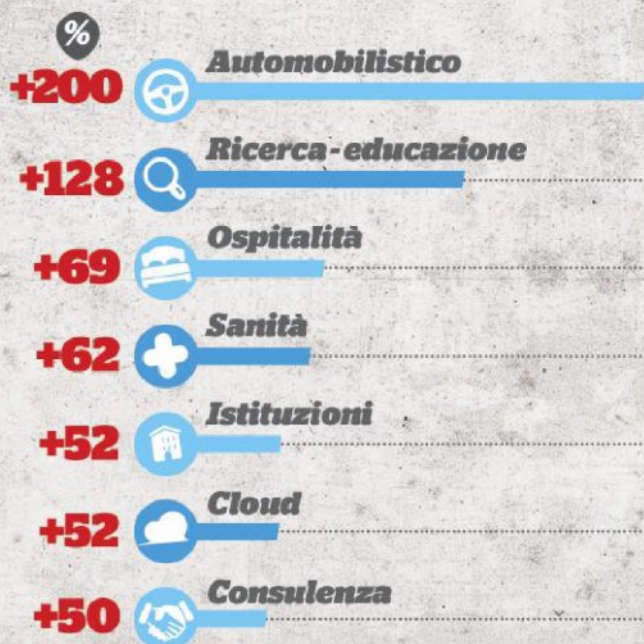 %
Automobilistico
+200
Ricerca-educazione
+128
Ospitalità
+69
Sanità
+62
Istituzioni
+52
Cloud
+52
Consulenza
+50